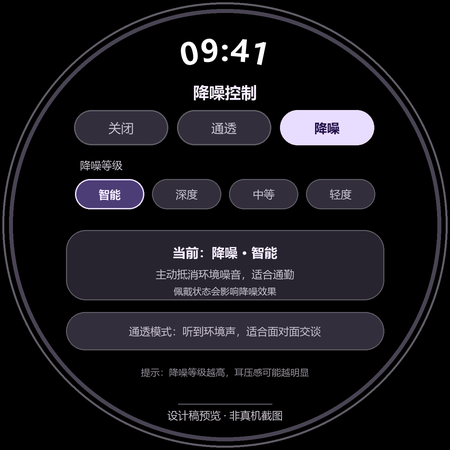 09:41
降噪控制
关闭 通透 降噪
降噪等级
智能 深度 中等 轻度
当前：降噪·智能
主动抵消环境噪音，适合通勤
佩戴状态会影响降噪效果
通透模式：听到环境声，适合面对面交谈
提示：降噪等级越高，耳压感可能越明显
设计稿预览·非真机截图